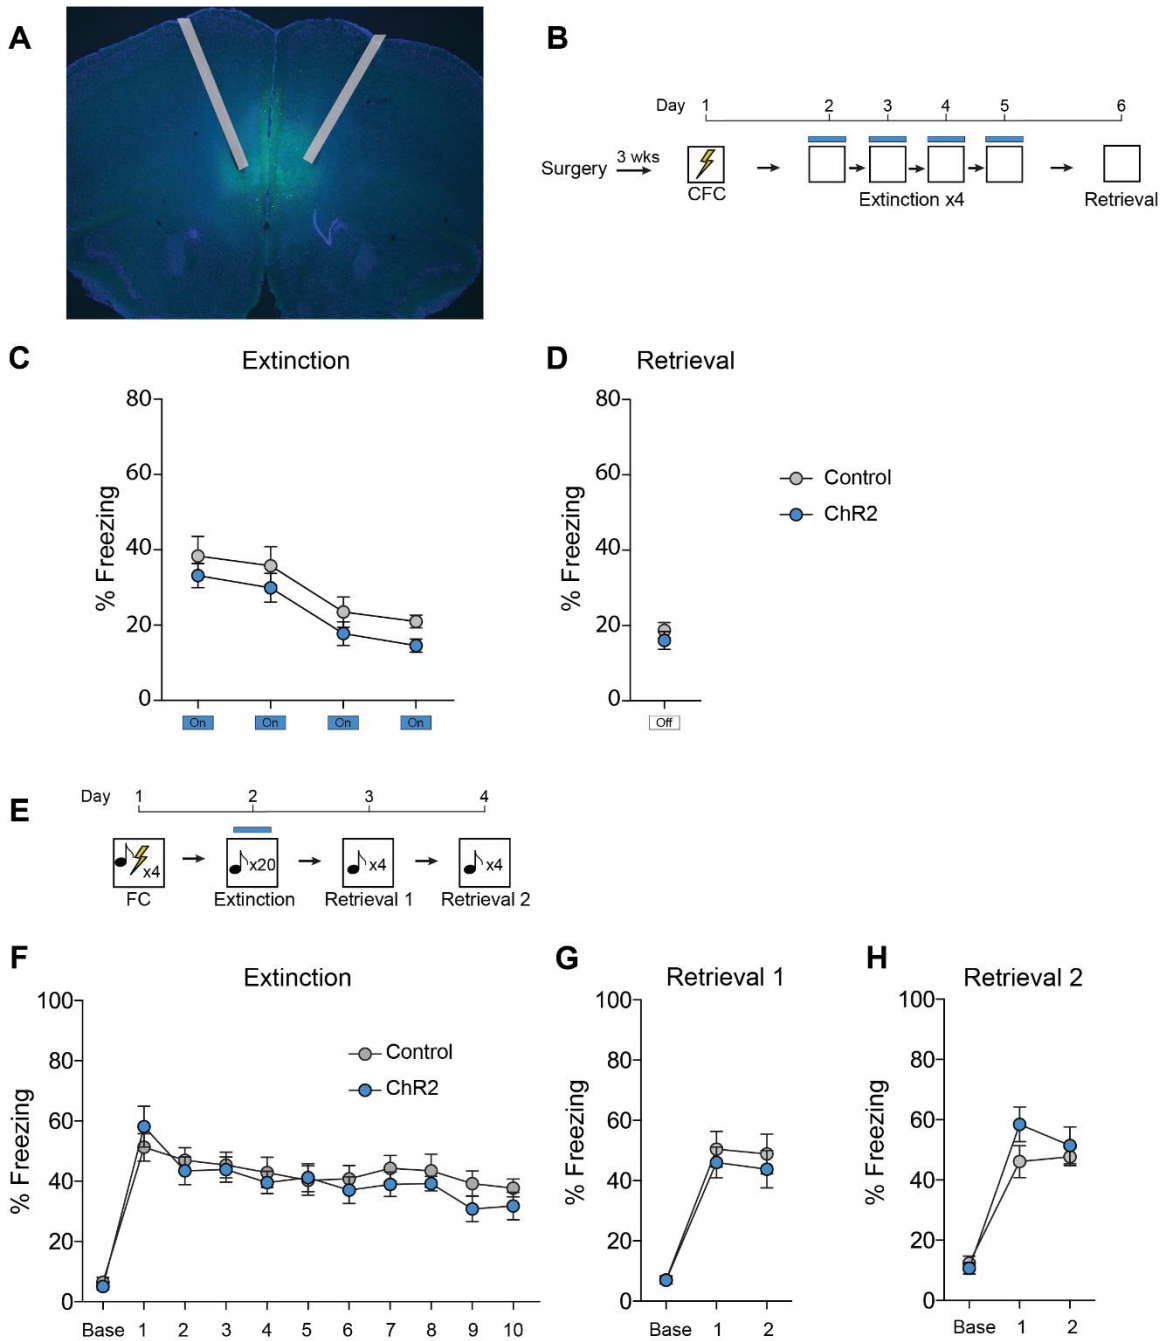 A
B
Day 1 2 3 4 5 6
Surgery 3 wks
CFC
Extinction x4
Retrieval
C
Extinction
% Freezing
80
60
40
20
0
On On On On
D
Retrieval
% Freezing
80
60
40
20
0
Off
Control
ChR2
E
Day 1 2 3 4
x4 x20 x4 x4
FC Extinction Retrieval 1 Retrieval 2
F
Extinction
% Freezing
100
80
60
40
20
0
Control
ChR2
Base 1 2 3 4 5 6 7 8 9 10
G
Retrieval 1
% Freezing
100
80
60
40
20
0
Base 1 2
H
Retrieval 2
% Freezing
100
80
60
40
20
0
Base 1 2